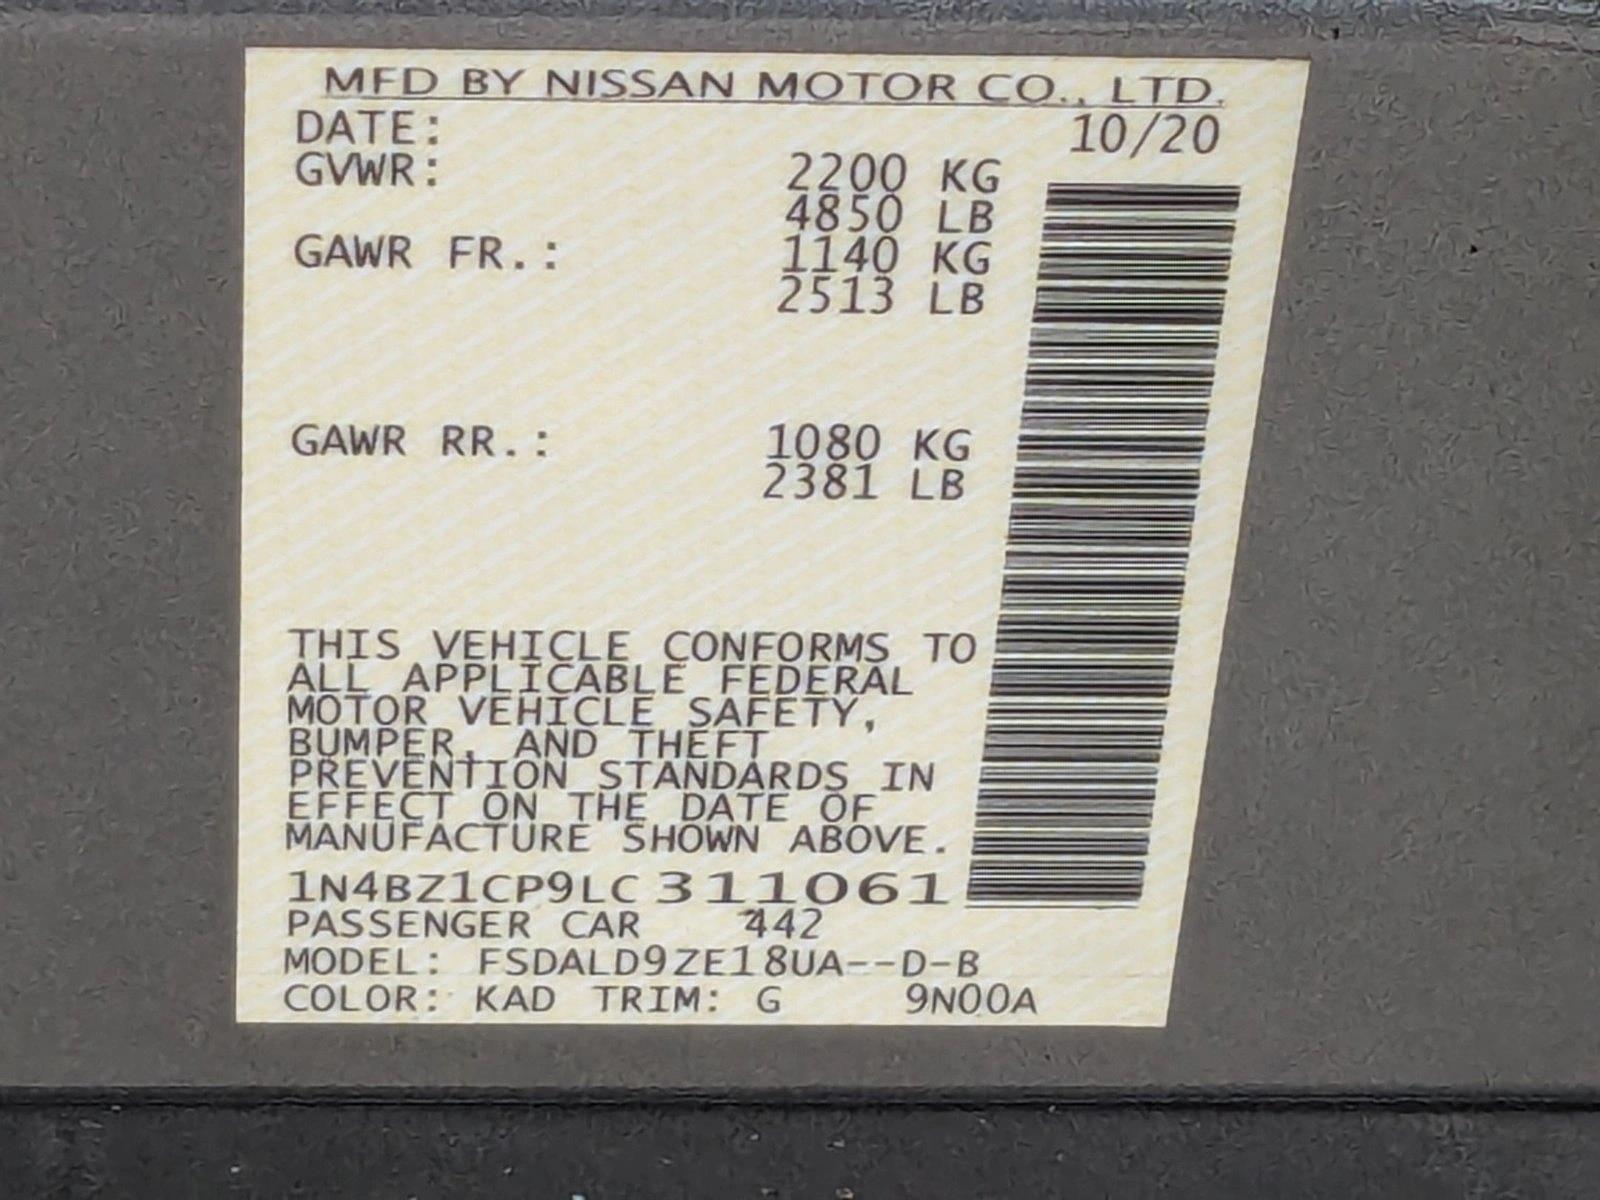 MFD BY NISSAN MOTOR CO., LTD.
DATE: 10/20
GVWR: 2200 KG
4850 LB
GAWR FR.: 1140 KG
2513 LB
GAWR RR.: 1080 KG
2381 LB
THIS VEHICLE CONFORMS TO
ALL APPLICABLE FEDERAL
MOTOR VEHICLE SAFETY,
BUMPER, AND THEFT
PREVENTION STANDARDS IN
EFFECT ON THE DATE OF
MANUFACTURE SHOWN ABOVE.
1N4BZ1CP9LC311061
PASSENGER CAR 442
MODEL: FSDALD9ZE18UA--D-B
COLOR: KAD TRIM: G 9N00A